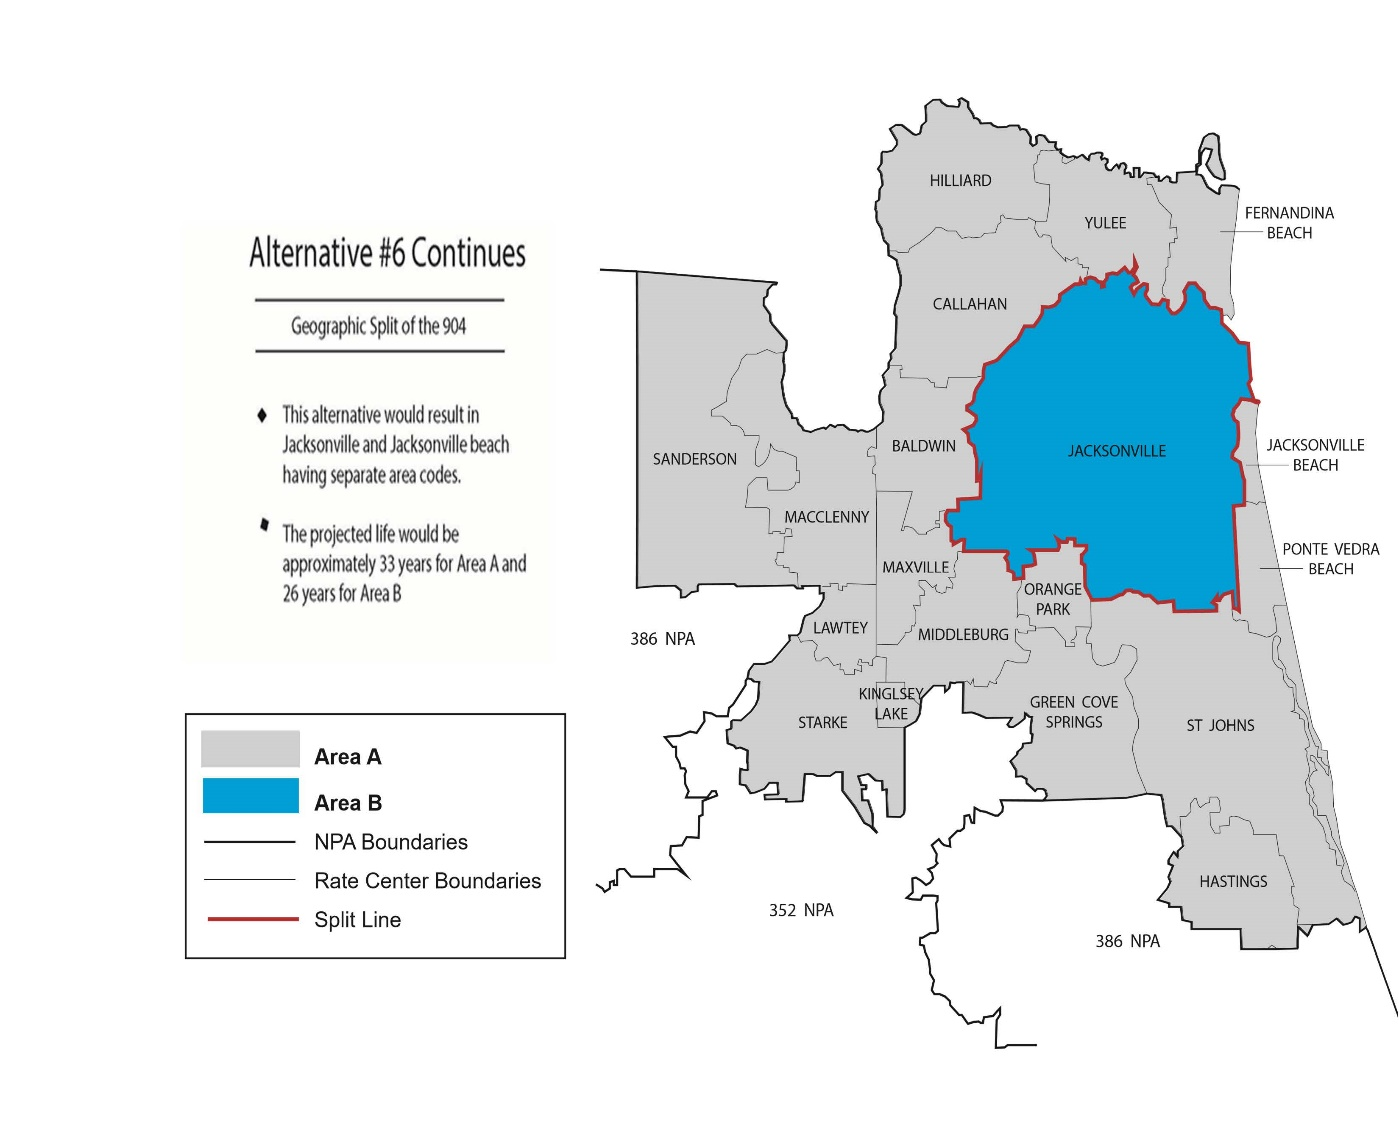 Alternative #6 Continues
Geographic Split of the 904
This alternative would result in
Jacksonville and Jacksonville beach
having separate area codes.
The projected life would be
approximately 33 years for Area A and
26 years for Area B
Area A
Area B
NPA Boundaries
Rate Center Boundaries
Split Line
HILLIARD
YULEE
FERNANDINA
BEACH
CALLAHAN
SANDERSON
BALDWIN
JACKSONVILLE
JACKSONVILLE
BEACH
MACCLENNY
MAXVILLE
PONTE VEDRA
BEACH
ORANGE
PARK
386 NPA
LAWTEY
MIDDLEBURG
KINGLSEY
LAKE
STARKE
GREEN COVE
SPRINGS
ST JOHNS
HASTINGS
352 NPA
386 NPA